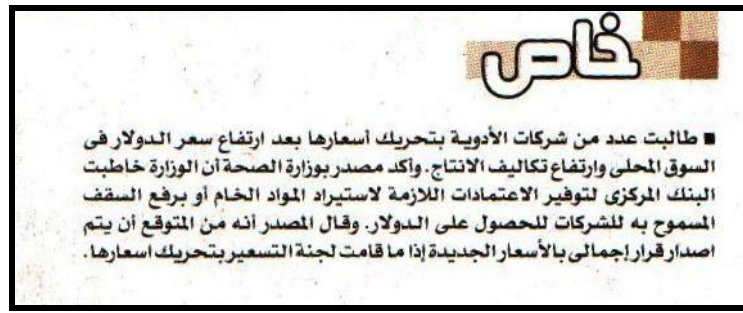 خاص
■ طالبت عدد من شركات الأدوية بتحريك أسعارها بعد ارتفاع سعر الدولار فى
السوق المحلى وارتفاع تكاليف الانتاج. وأكد مصدر بوزارة الصحة أن الوزارة خاطبت
البنك المركزى لتوفير الاعتمادات اللازمة لاستيراد المواد الخام أو برفع السقف
المسموح به للشركات للحصول على الدولار. وقال المصدر أنه من المتوقع أن يتم
اصدار قرار إجمالى بالأسعار الجديدة إذا ما قامت لجنة التسعير بتحريك اسعارها.